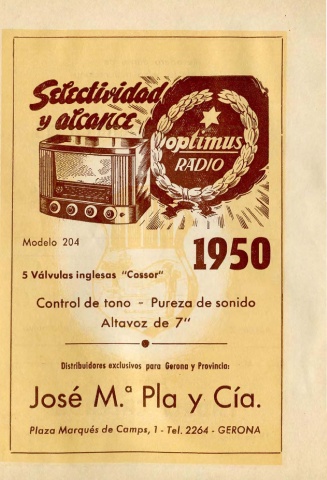 Selectividad
y alcance
optimus
RADIO
Modelo 204
1950
5 Válvulas inglesas "Cossor"
Control de tono - Pureza de sonido
Altavoz de 7"
Distribuidores exclusivos para Gerona y Provincia:
José M.ª Pla y Cía.
Plaza Marqués de Camps, 1 - Tel. 2264 - GERONA